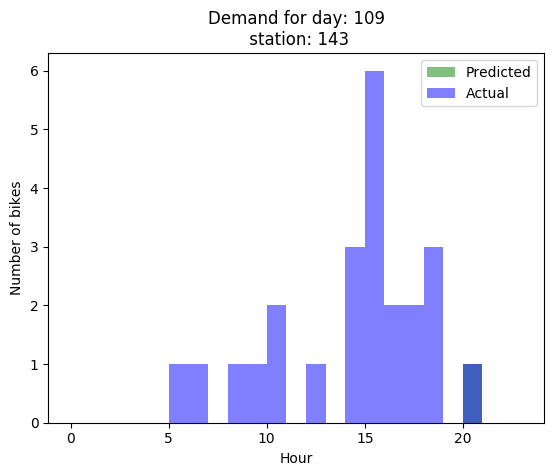 Demand for day: 109
station: 143
Predicted
Actual
6
5
4
3
2
1
0
Number of bikes
0 5 10 15 20
Hour